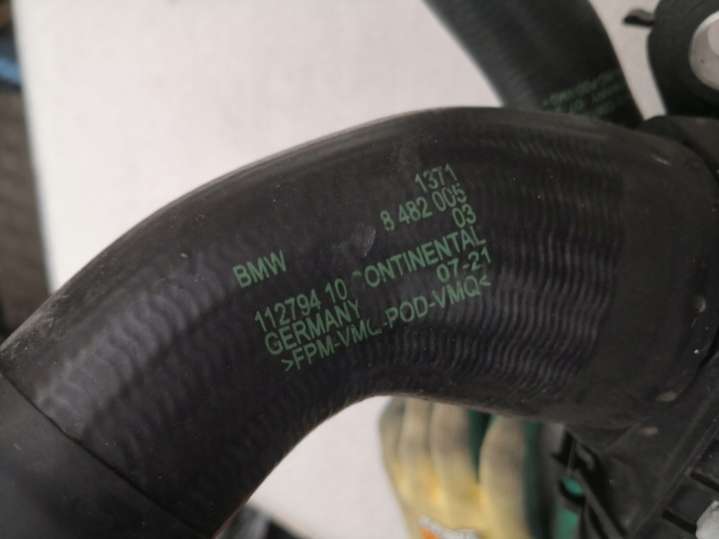 1371
BMW 8 482 005
03
112794 10 CONTINENTAL
GERMANY 07-21
>FPM-VMQ-POD-VMQ<